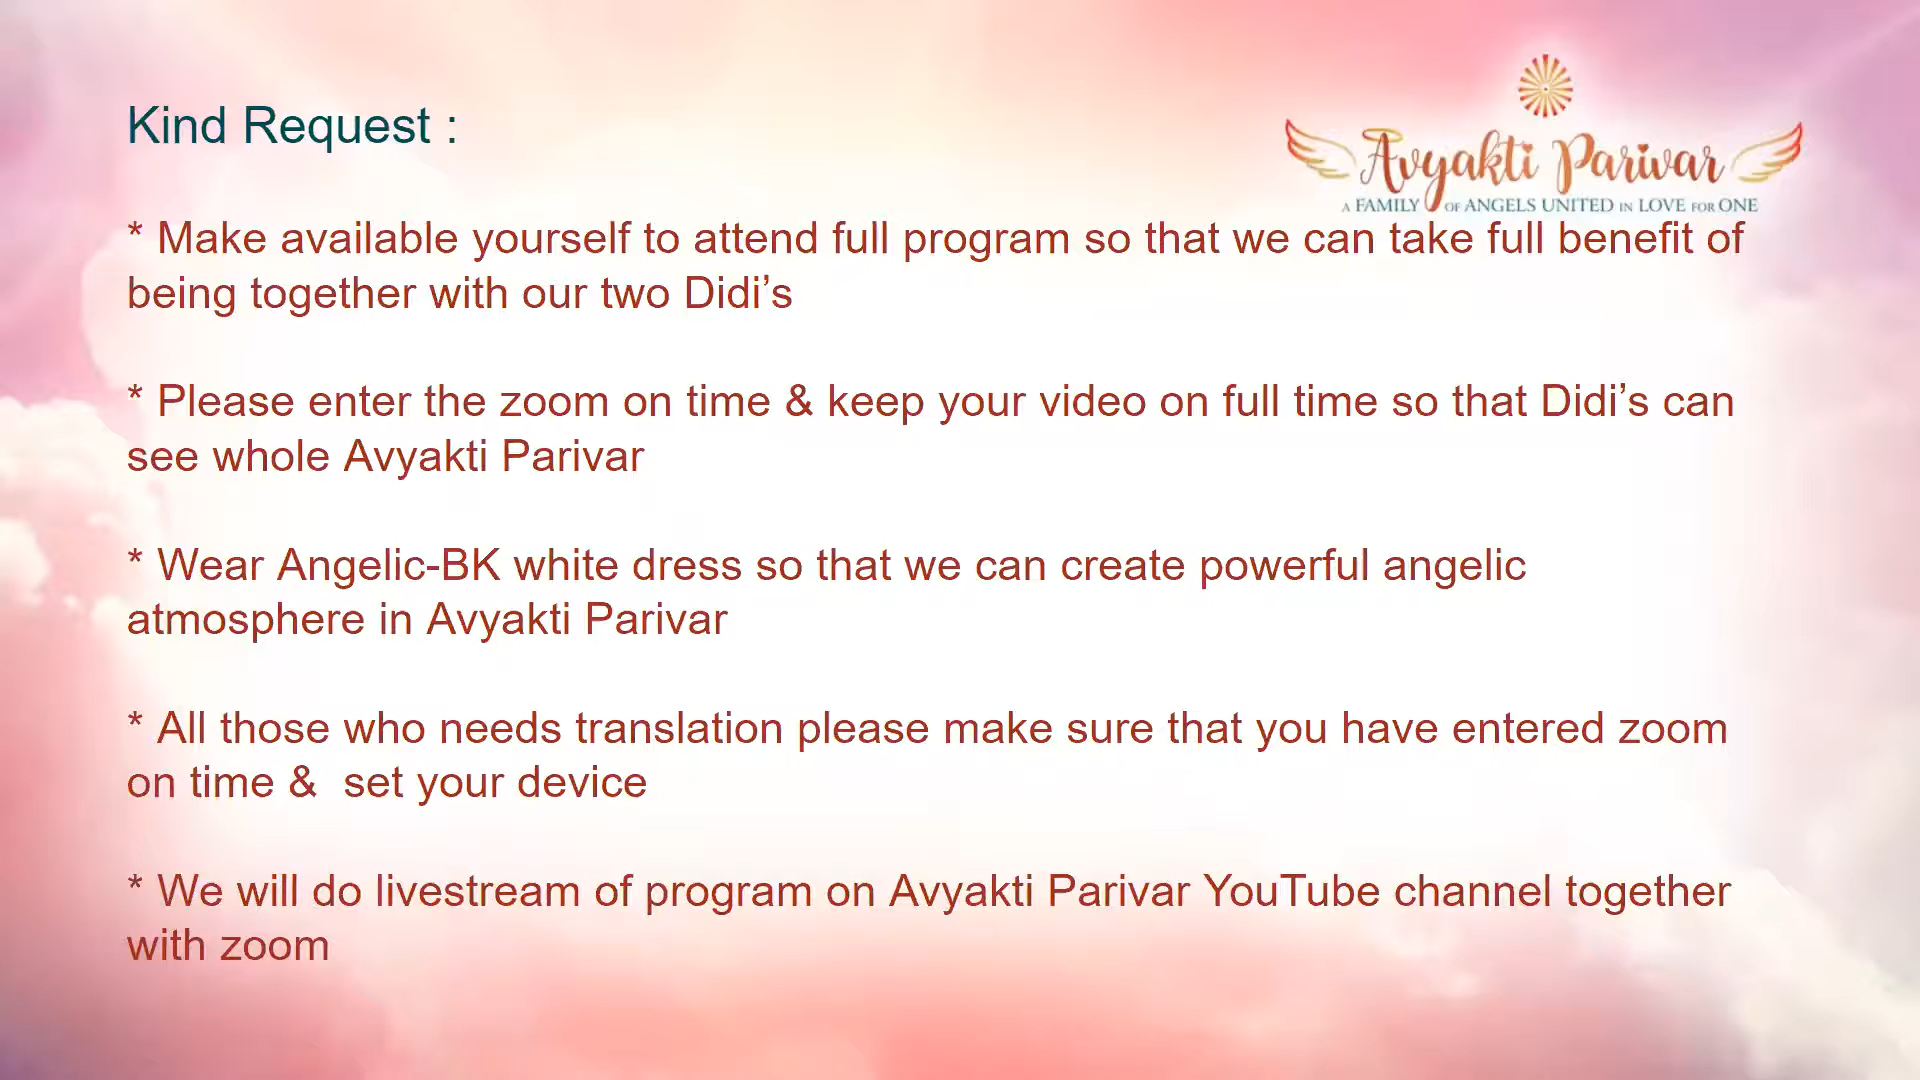 Kind Request :
Avyakti Parivar
A FAMILY OF ANGELS UNITED IN LOVE FOR ONE
* Make available yourself to attend full program so that we can take full benefit of
being together with our two Didi’s
* Please enter the zoom on time & keep your video on full time so that Didi’s can
see whole Avyakti Parivar
* Wear Angelic-BK white dress so that we can create powerful angelic
atmosphere in Avyakti Parivar
* All those who needs translation please make sure that you have entered zoom
on time &  set your device
* We will do livestream of program on Avyakti Parivar YouTube channel together
with zoom